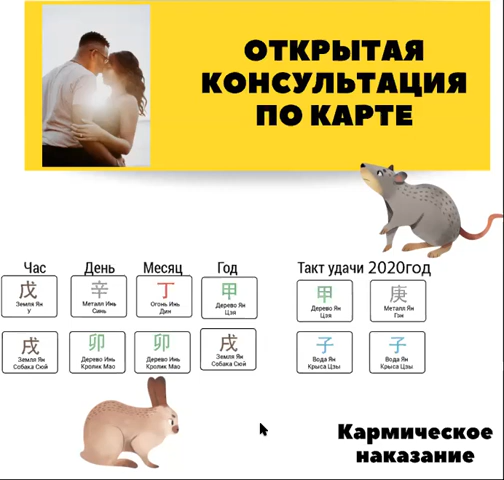 ОТКРЫТАЯ
КОНСУЛЬТАЦИЯ
ПО КАРТЕ
Час День Месяц Год Такт удачи 2020год
戊 辛 丁 甲 甲 庚
Земля Ян Металл Инь Огонь Инь Дерево Ян Дерево Ян Металл Ян
У Синь Дин Цзя Цзя Гэн
戌 卯 卯 戌 子 子
Земля Ян Дерево Инь Дерево Инь Земля Ян Вода Ян Вода Ян
Собака Сюй Кролик Мао Кролик Мао Собака Сюй Крыса Цзы Крыса Цзы
Кармическое
наказание